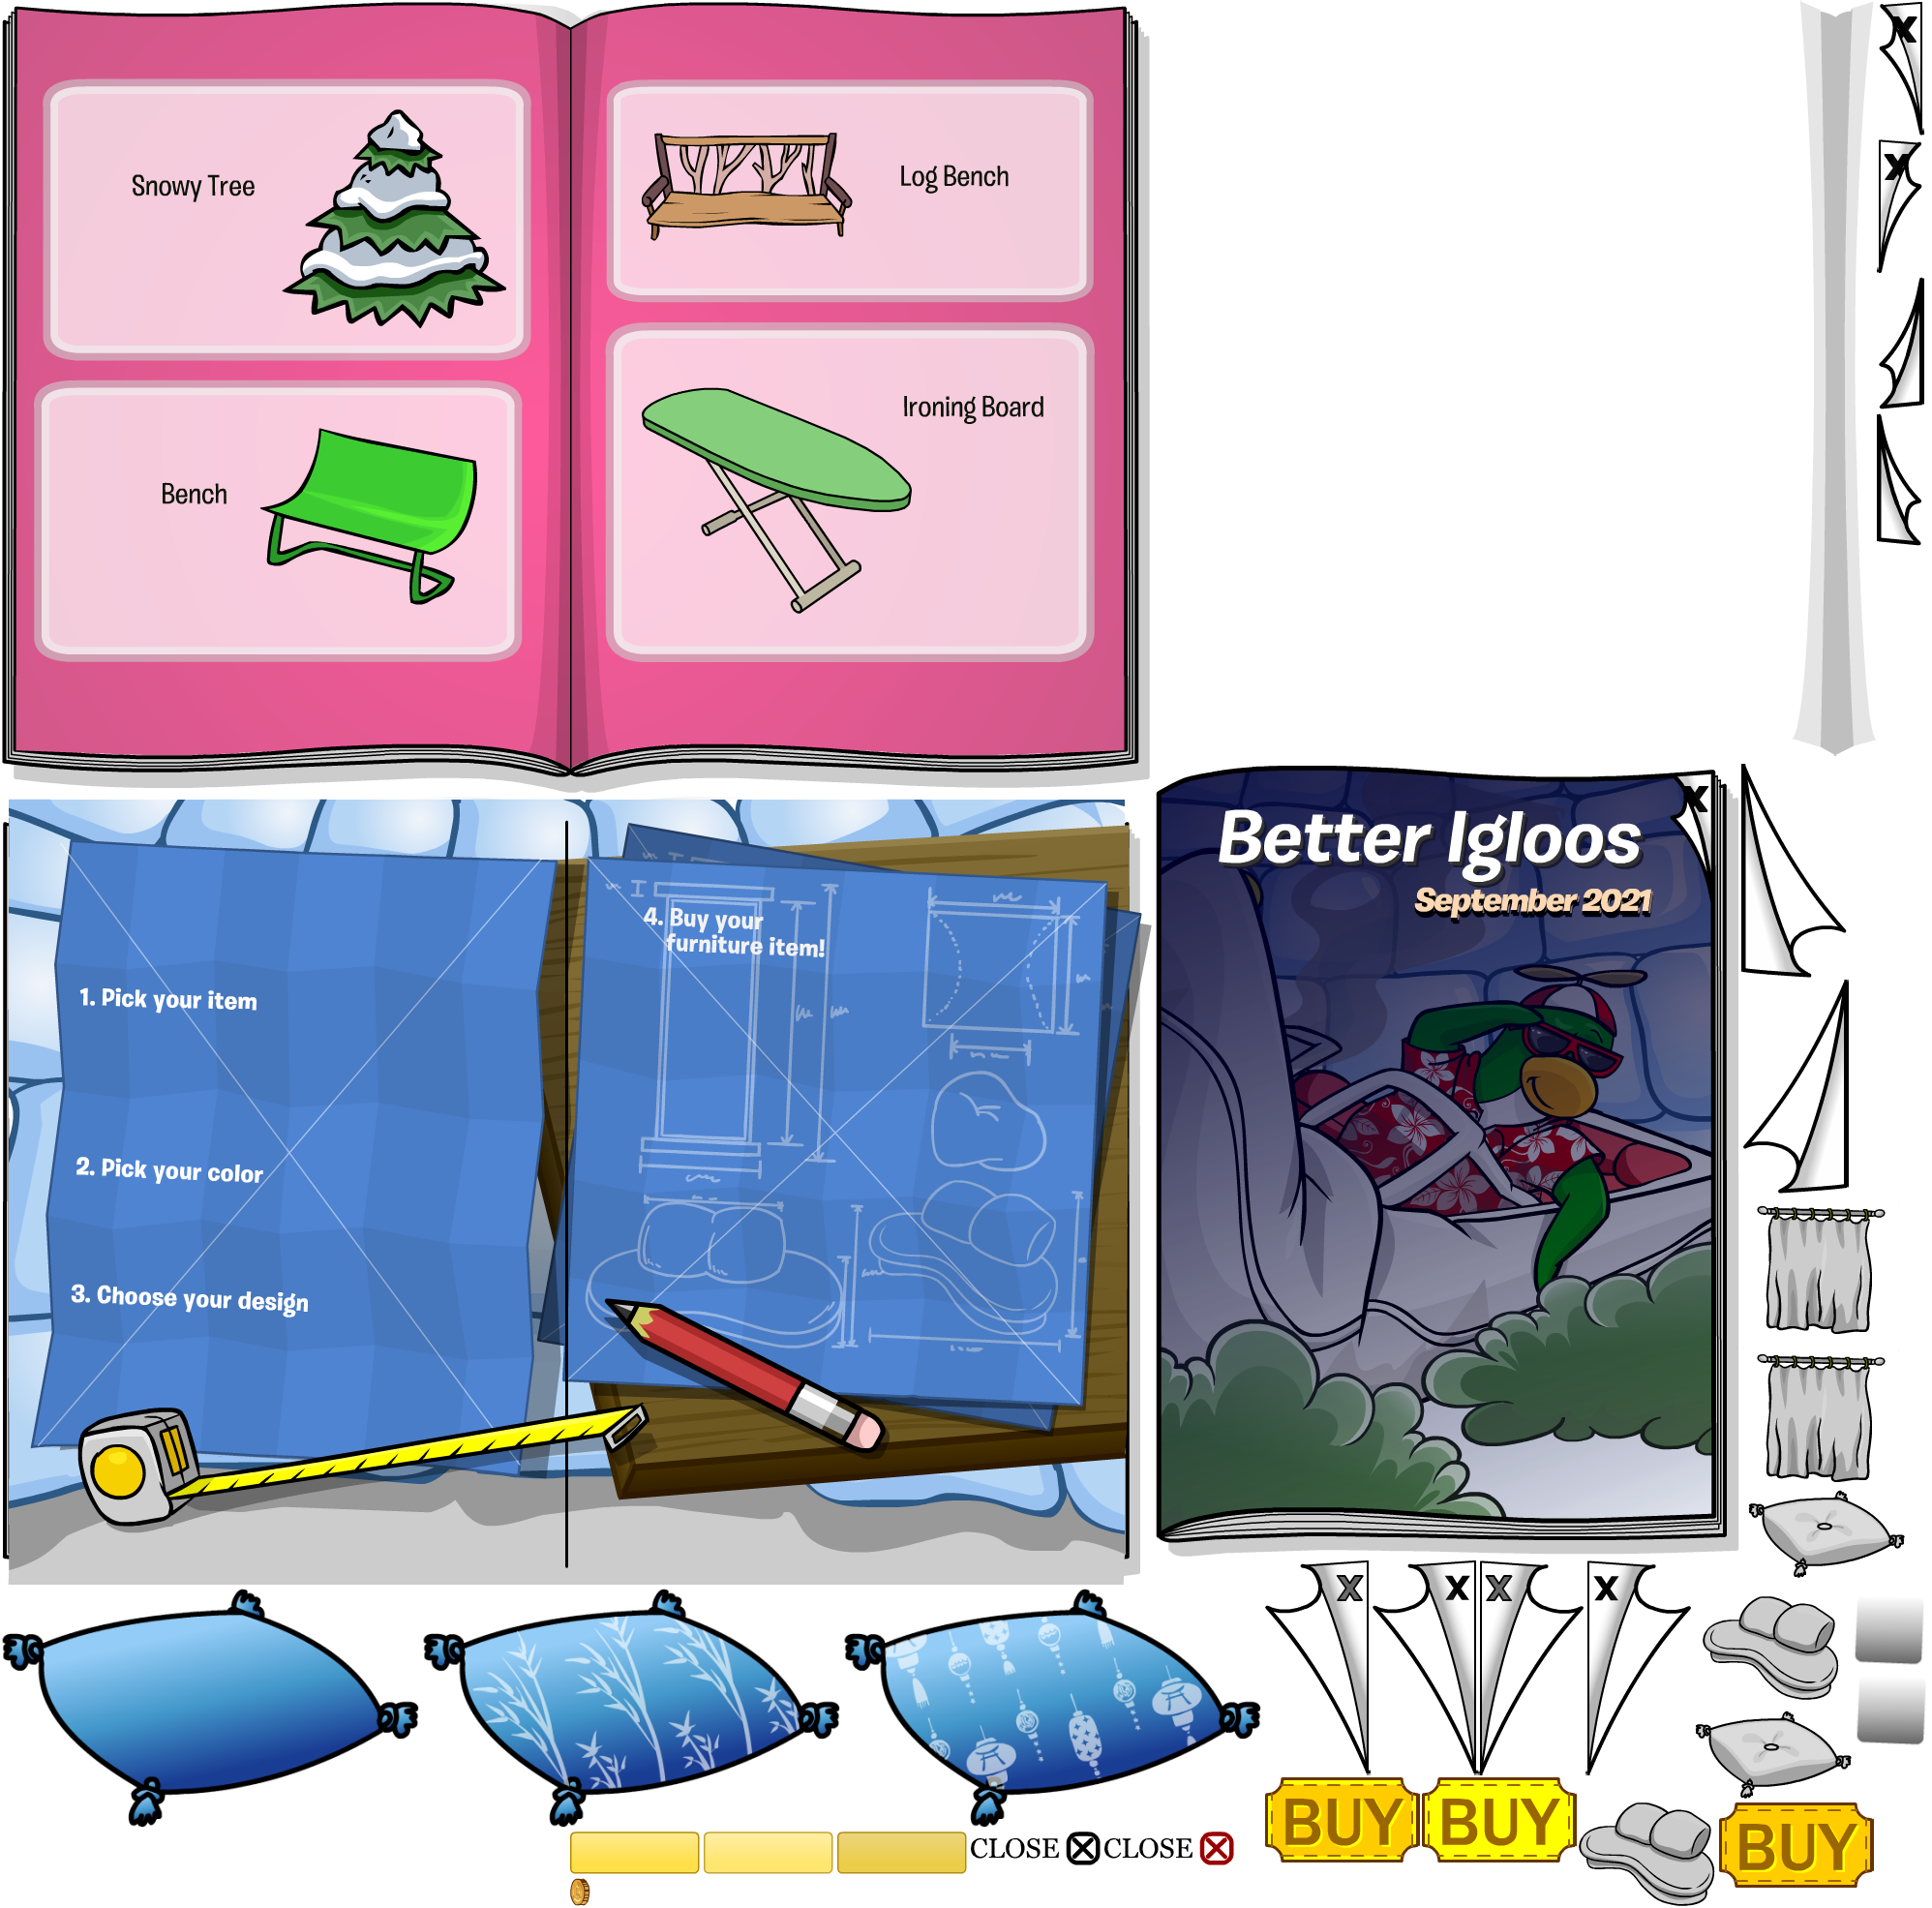 Snowy Tree
Log Bench
Ironing Board
Bench
Better Igloos
September 2021
1. Pick your item
2. Pick your color
3. Choose your design
4. Buy your
furniture item!
X
X
X
X
X
X
X
BUY
BUY
BUY
CLOSE
CLOSE